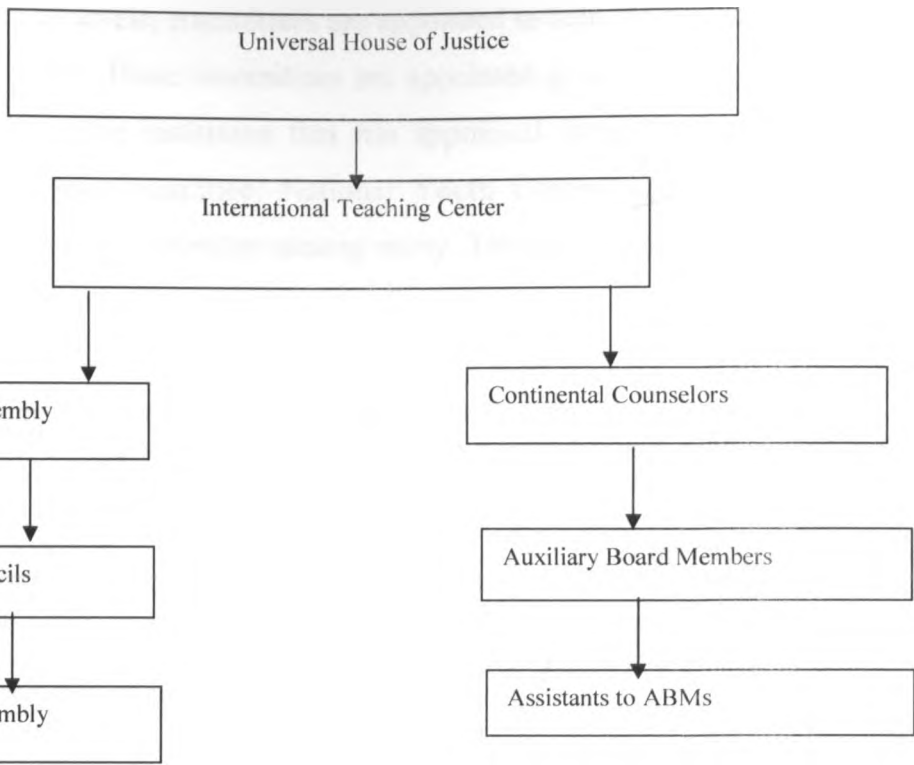 Universal House of Justice
International Teaching Center
embly
Continental Counselors
cils
Auxiliary Board Members
mbly
Assistants to ABMs